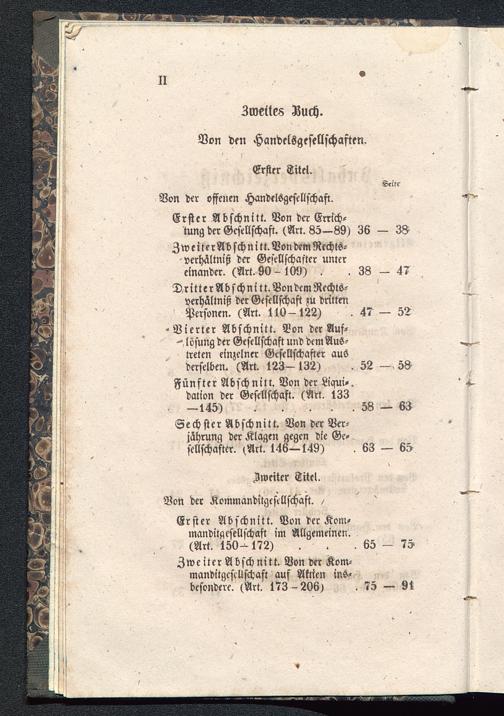 II
Zweites Buch.
Von den Handelsgesellschaften.
Erster Titel.
Seite
Von der offenen Handelsgesellschaft.
Erster Abschnitt. Von der Errich-
tung der Gesellschaft. (Art. 85—89) 36 — 38
Zweiter Abschnitt. Von dem Rechts-
verhältniß der Gesellschafter unter
einander. (Art. 90 — 109) . 38 — 47
Dritter Abschnitt. Von dem Rechts-
verhältniß der Gesellschaft zu dritten
Personen. (Art. 110—122) . 47 — 52
Vierter Abschnitt. Von der Auf-
lösung der Gesellschaft und dem Aus-
treten einzelner Gesellschafter aus
derselben. (Art. 123—132) . 52 — 58
Fünfter Abschnitt. Von der Liqui-
dation der Gesellschaft. (Art. 133
—145) . . . . 58 — 63
Sechster Abschnitt. Von der Ver-
jährung der Klagen gegen die Ge-
sellschafter. (Art. 146—149) . 63 — 65
Zweiter Titel.
Von der Kommanditgesellschaft.
Erster Abschnitt. Von der Kom-
manditgesellschaft im Allgemeinen.
(Art. 150—172) . . . 65 — 75
Zweiter Abschnitt. Von der Kom-
manditgesellschaft auf Aktien ins-
besondere. (Art. 173—206) . 75 — 91